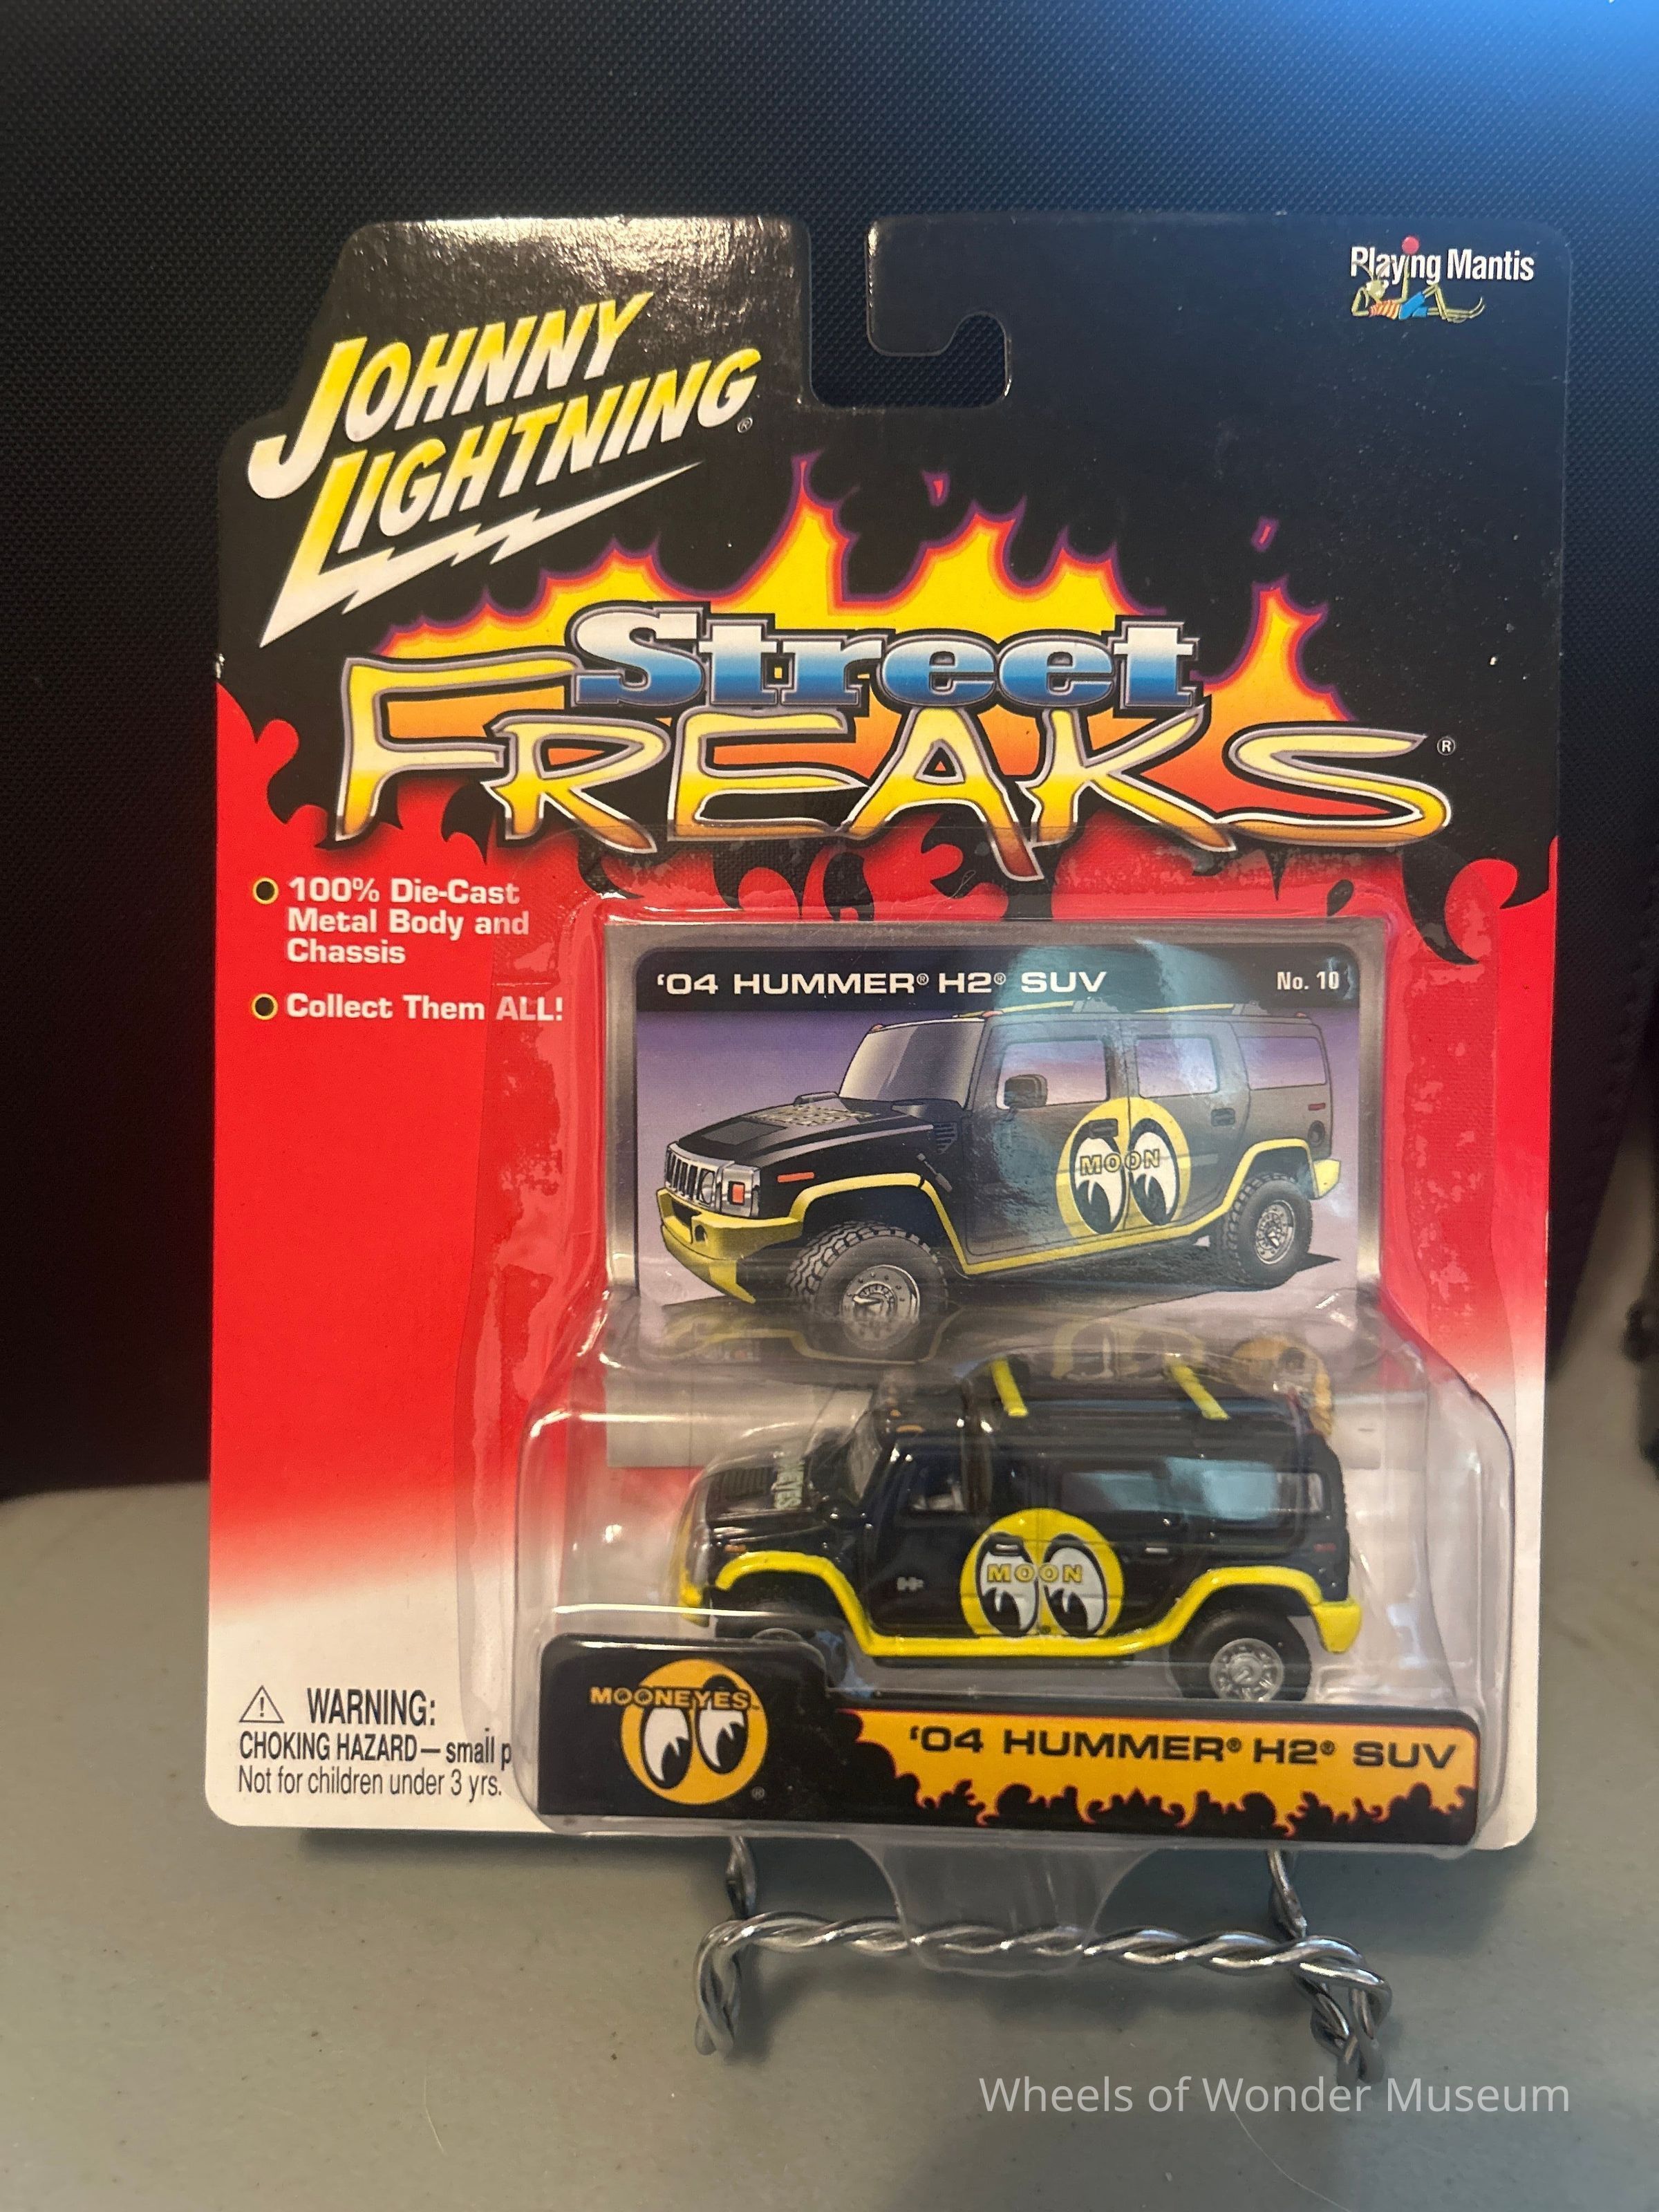 Playing Mantis
JOHNNY
LIGHTNING®
Street
FREAKS®
100% Die-Cast
Metal Body and
Chassis
Collect Them ALL!
'04 HUMMER® H2® SUV No. 10
MOON
MOON
H2
WARNING:
CHOKING HAZARD — small p
Not for children under 3 yrs.
MOONEYES
®
'04 HUMMER® H2® SUV
Wheels of Wonder Museum